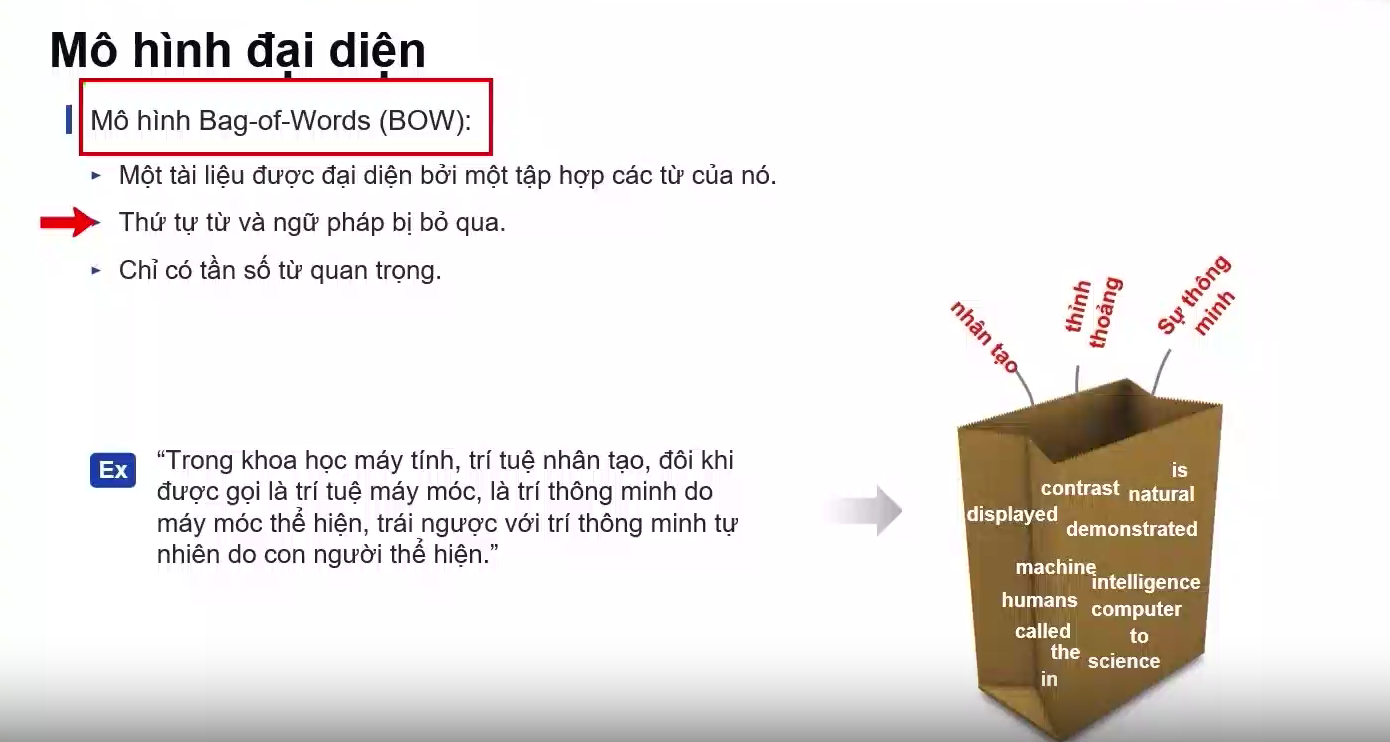 Mô hình đại diện
Mô hình Bag-of-Words (BOW):
Một tài liệu được đại diện bởi một tập hợp các từ của nó.
Thứ tự từ và ngữ pháp bị bỏ qua.
Chỉ có tần số từ quan trọng.
nhân tạo
thỉnh
thoảng
Sự thông
minh
Ex
“Trong khoa học máy tính, trí tuệ nhân tạo, đôi khi
được gọi là trí tuệ máy móc, là trí thông minh do
máy móc thể hiện, trái ngược với trí thông minh tự
nhiên do con người thể hiện.”
is
contrast natural
displayed
demonstrated
machine
intelligence
humans
computer
called
to
the
science
in